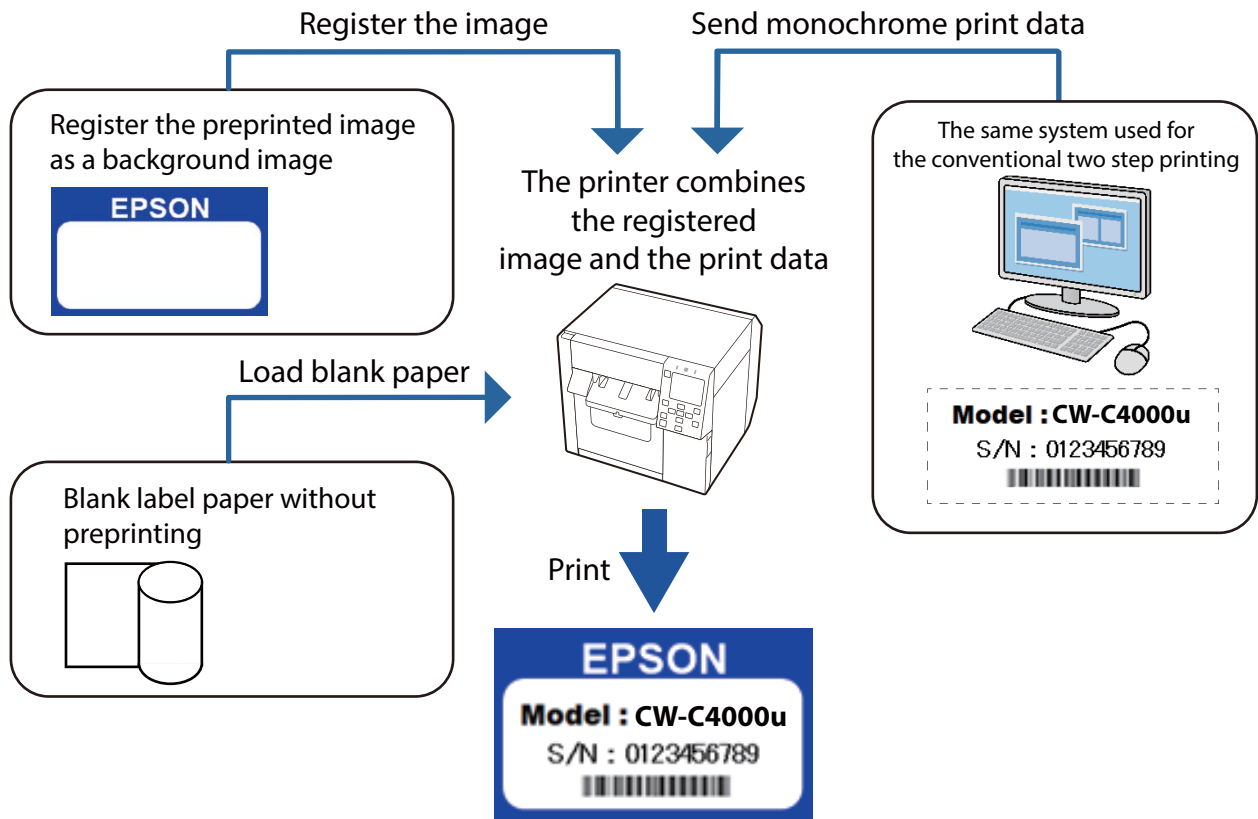 Register the image
Send monochrome print data
Register the preprinted image
as a background image
EPSON
The printer combines
the registered
image and the print data
The same system used for
the conventional two step printing
Model : CW-C4000u
S/N : 0123456789
Load blank paper
Blank label paper without
preprinting
Print
EPSON
Model : CW-C4000u
S/N : 0123456789